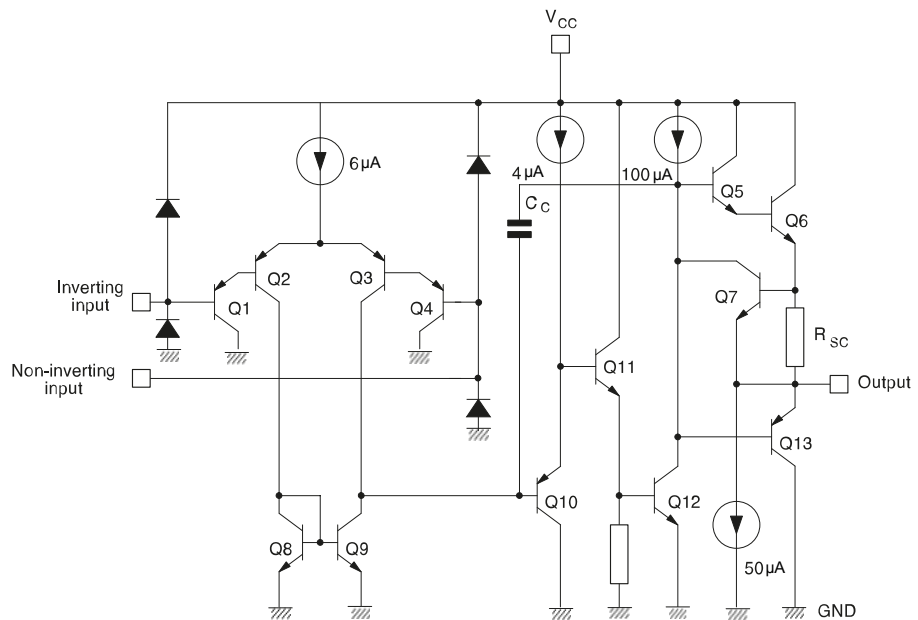 VCC
6μA
4μA
100μA
CC
Q5
Q6
Q2
Q3
Q1
Q4
Q7
Inverting
input
RSC
Non-inverting
input
Q11
Output
Q13
Q10
Q12
Q8
Q9
50μA
GND